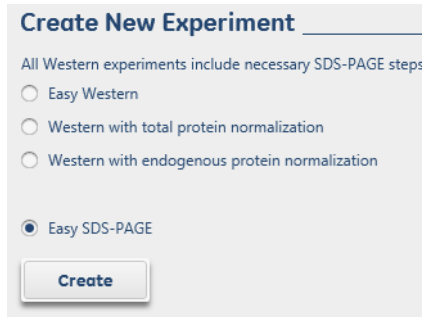 Create New Experiment
All Western experiments include necessary SDS-PAGE steps
Easy Western
Western with total protein normalization
Western with endogenous protein normalization
Easy SDS-PAGE
Create